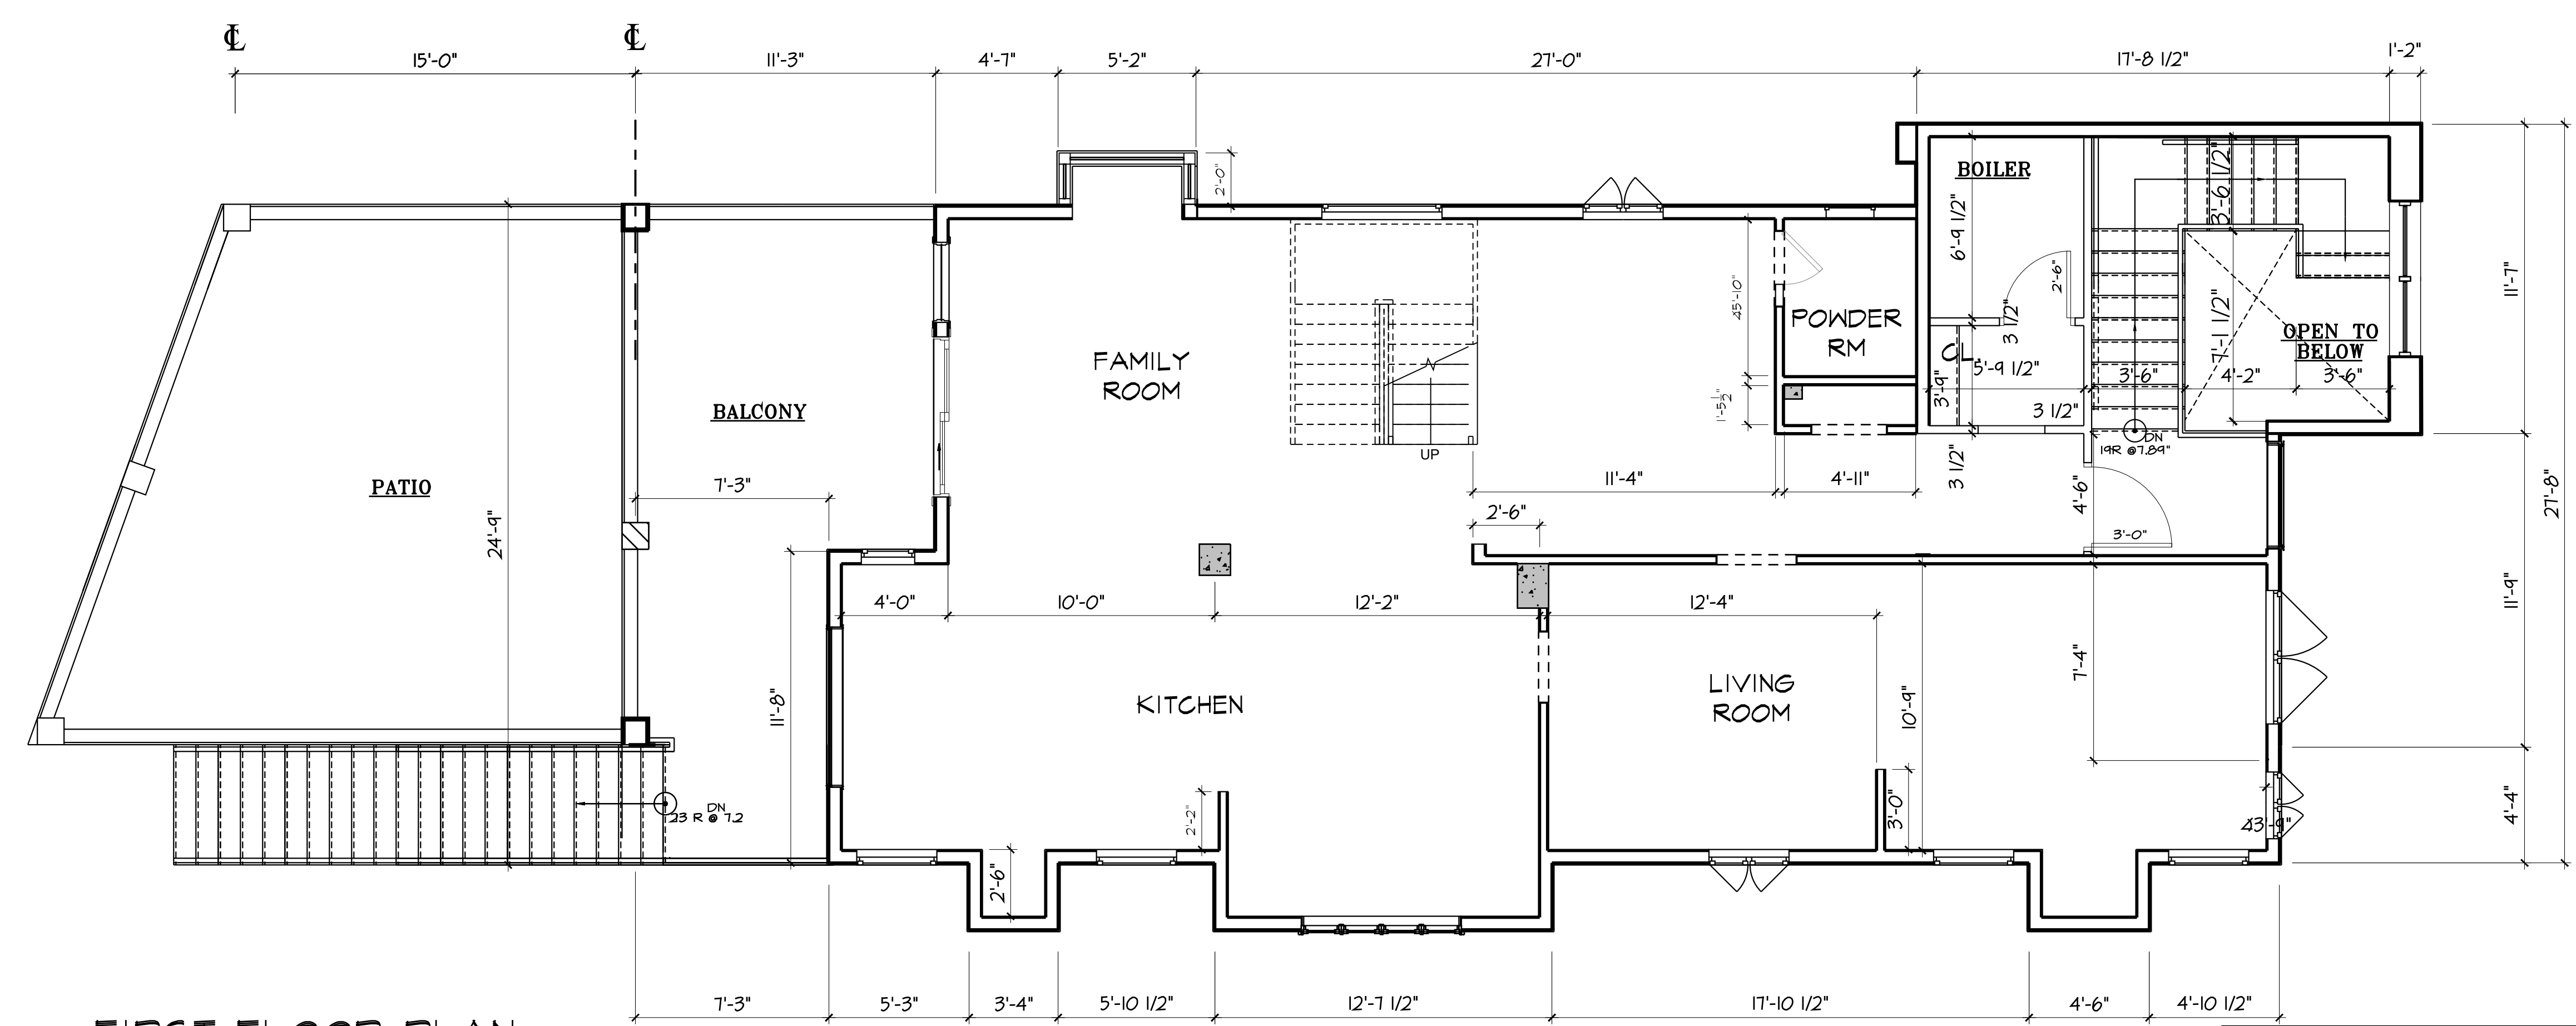 ℄ ℄
15'-0" 11'-3" 4'-7" 5'-2" 27'-0" 17'-8 1/2" 1'-2"
2'-0"
BOILER
3'-6 1/2"
6'-9 1/2"
11'-7"
2'-6"
45'-10"
POWDER
RM
3 1/2"
7'-1 1/2"
OPEN TO
BELOW
FAMILY
ROOM
CL.
5'-9 1/2"
3'-9"
3'-6" 4'-2" 3'-6"
BALCONY
1'-5 1/2"
3 1/2"
DN
19R @7.89"
UP
PATIO
7'-3"
11'-4" 4'-11"
3 1/2"
4'-6"
27'-8"
24'-9"
2'-6"
3'-0"
4'-0" 10'-0" 12'-2" 12'-4"
11'-9"
7'-4"
KITCHEN
LIVING
ROOM
11'-8"
10'-9"
DN
23 R @ 7.2
2'-2"
3'-0"
4'-4"
43'-9"
2'-6"
7'-3" 5'-3" 3'-4" 5'-10 1/2" 12'-7 1/2" 17'-10 1/2" 4'-6" 4'-10 1/2"
FIRST FLOOR PLAN